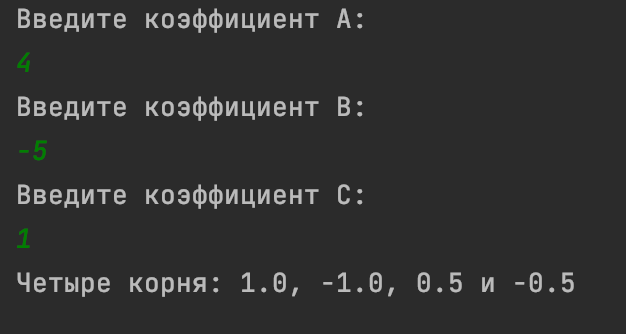 Введите коэффициент A:
4
Введите коэффициент B:
-5
Введите коэффициент C:
1
Четыре корня: 1.0, -1.0, 0.5 и -0.5